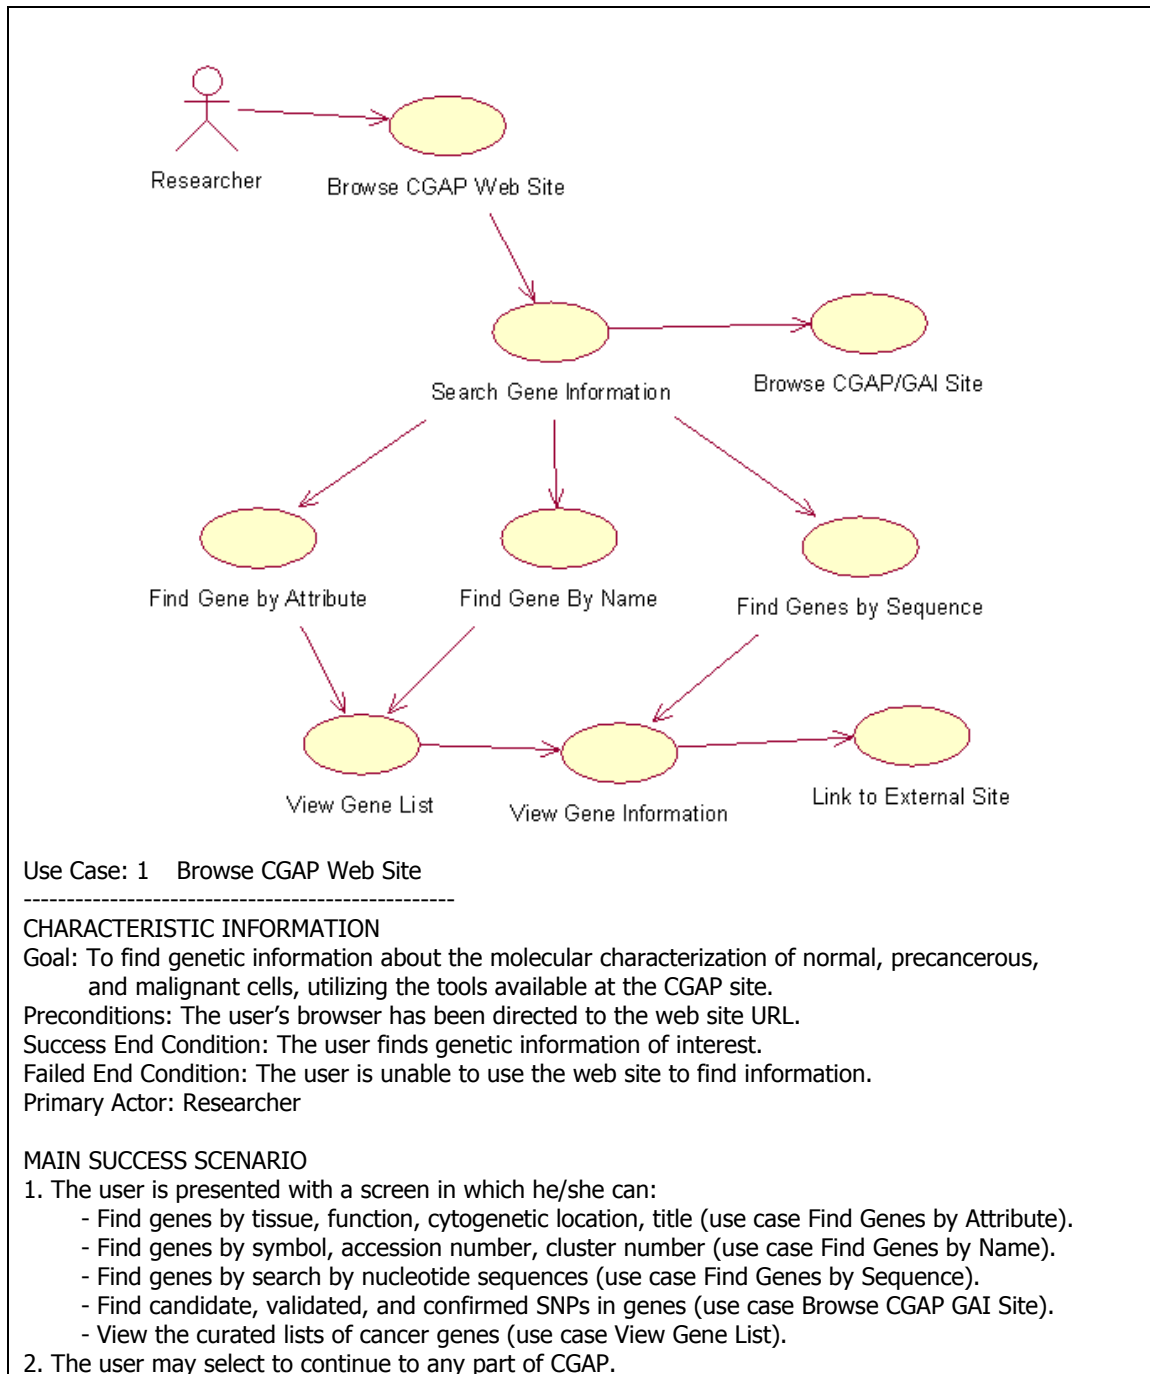 Researcher
Browse CGAP Web Site
Search Gene Information
Browse CGAP/GAI Site
Find Gene by Attribute
Find Gene By Name
Find Genes by Sequence
View Gene List
View Gene Information
Link to External Site
Use Case: 1 Browse CGAP Web Site
--------------------------------------------------
CHARACTERISTIC INFORMATION
Goal: To find genetic information about the molecular characterization of normal, precancerous,
and malignant cells, utilizing the tools available at the CGAP site.
Preconditions: The user’s browser has been directed to the web site URL.
Success End Condition: The user finds genetic information of interest.
Failed End Condition: The user is unable to use the web site to find information.
Primary Actor: Researcher
MAIN SUCCESS SCENARIO
1. The user is presented with a screen in which he/she can:
- Find genes by tissue, function, cytogenetic location, title (use case Find Genes by Attribute).
- Find genes by symbol, accession number, cluster number (use case Find Genes by Name).
- Find genes by search by nucleotide sequences (use case Find Genes by Sequence).
- Find candidate, validated, and confirmed SNPs in genes (use case Browse CGAP GAI Site).
- View the curated lists of cancer genes (use case View Gene List).
2. The user may select to continue to any part of CGAP.